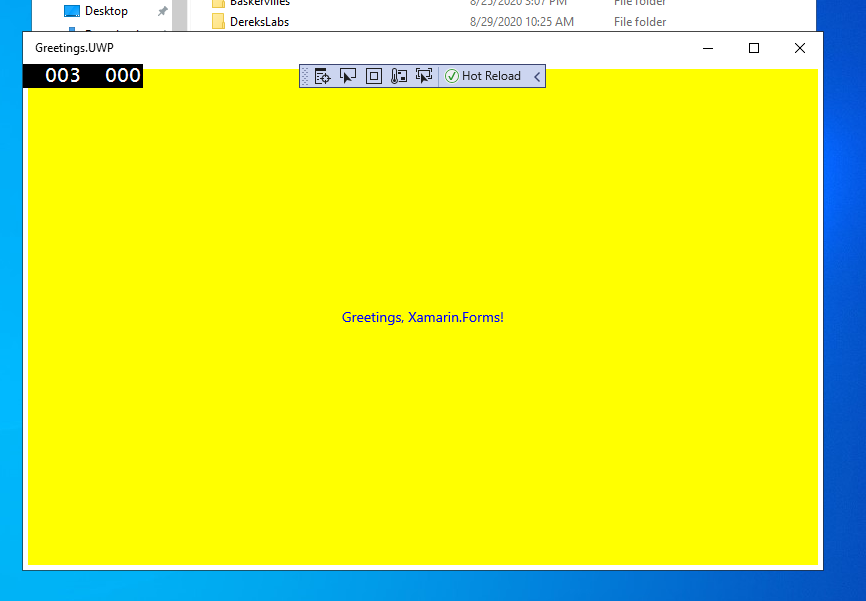 Desktop
Baskervilles 8/25/2020 3:07 PM File folder
DereksLabs 8/29/2020 10:25 AM File folder
Greetings.UWP
003 000
Hot Reload
Greetings, Xamarin.Forms!